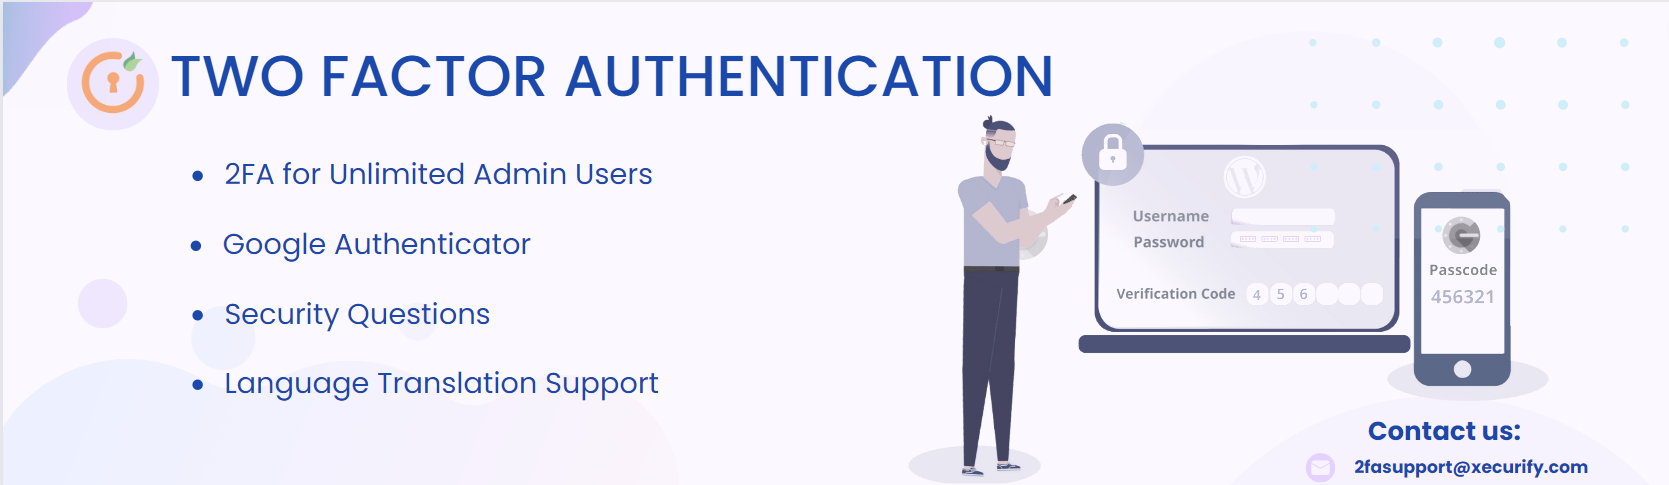 TWO FACTOR AUTHENTICATION
2FA for Unlimited Admin Users
Google Authenticator
Security Questions
Language Translation Support
Username
Password
Verification Code 4 5 6
Passcode
456321
Contact us:
2fasupport@xecurify.com